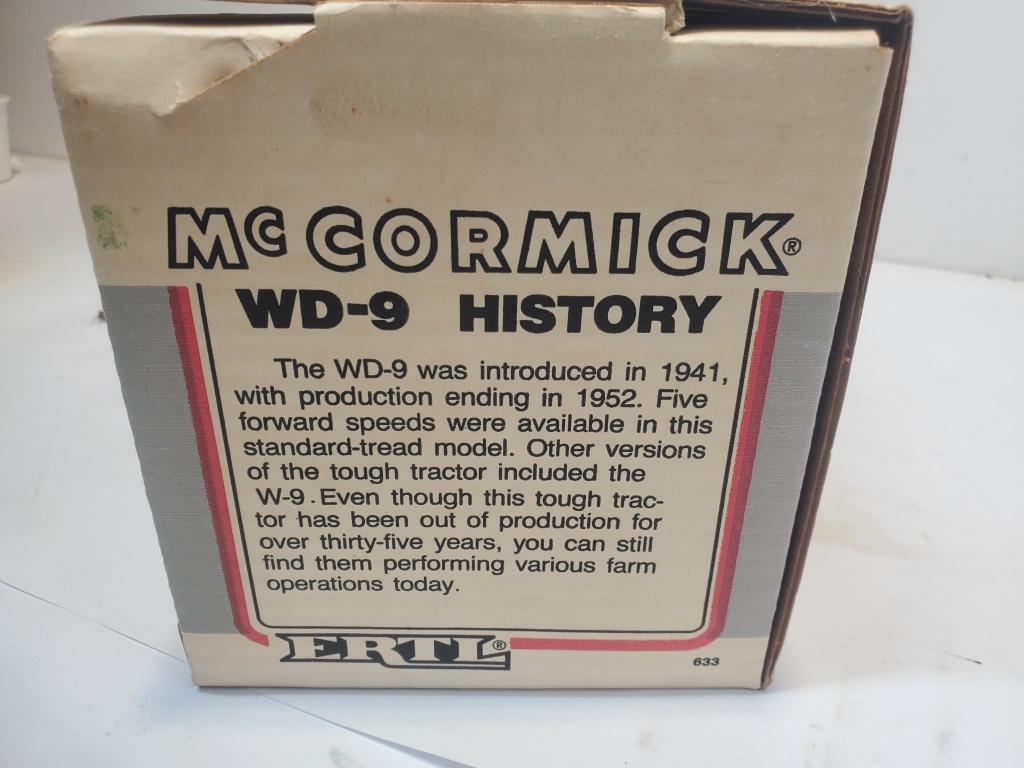 McCORMICK®
WD-9 HISTORY
The WD-9 was introduced in 1941,
with production ending in 1952. Five
forward speeds were available in this
standard-tread model. Other versions
of the tough tractor included the
W-9. Even though this tough trac-
tor has been out of production for
over thirty-five years, you can still
find them performing various farm
operations today.
ERTL®
633